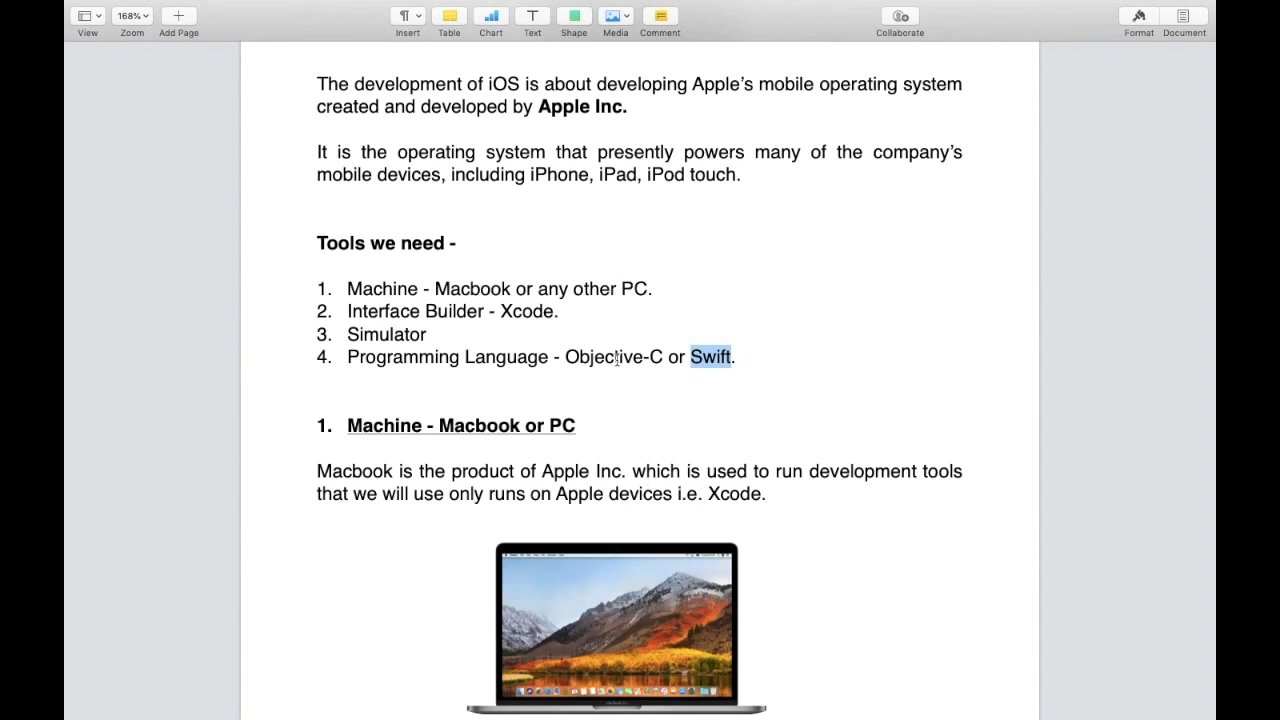 168%
View
Zoom
Add Page
Insert
Table
Chart
Text
Shape
Media
Comment
Collaborate
Format
Document
The development of iOS is about developing Apple's mobile operating system
created and developed by Apple Inc.
It is the operating system that presently powers many of the company's
mobile devices, including iPhone, iPad, iPod touch.
Tools we need -
1. Machine - Macbook or any other PC.
2. Interface Builder - Xcode.
3. Simulator
4. Programming Language - Objective-C or Swift.
1. Machine - Macbook or PC
Macbook is the product of Apple Inc. which is used to run development tools
that we will use only runs on Apple devices i.e. Xcode.